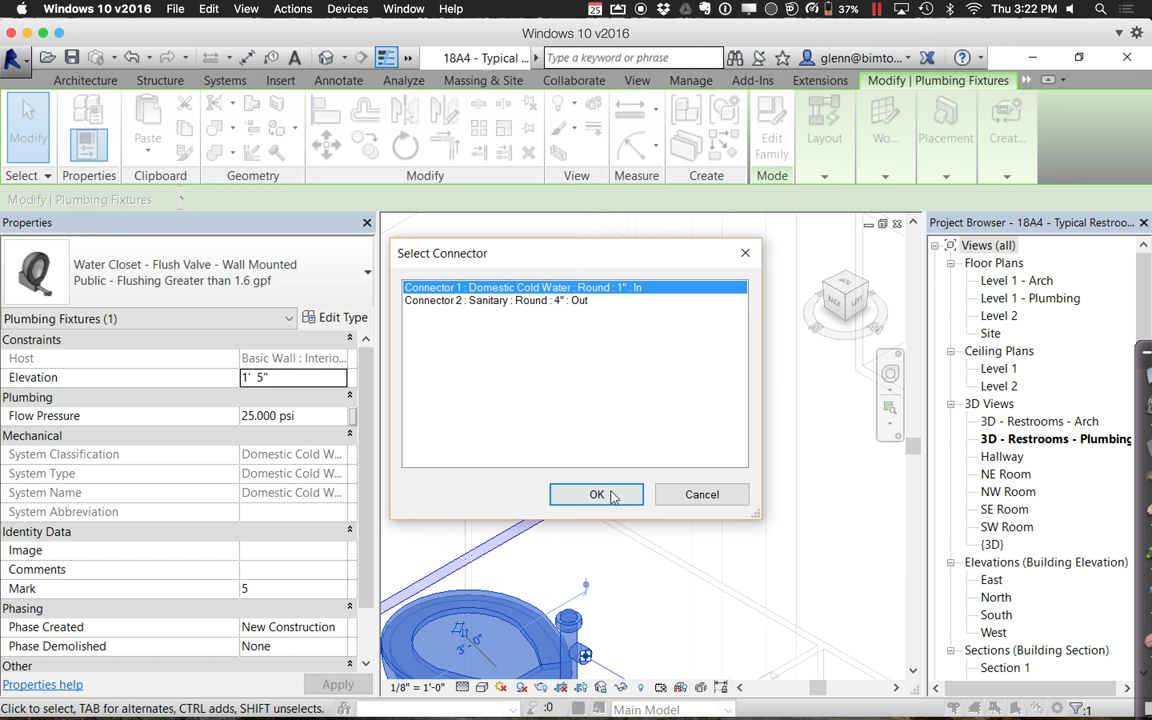 Windows 10 v2016 File Edit View Actions Devices Window Help 25 37% Thu 3:22 PM
Windows 10 v2016
18A4 - Typical ... Type a keyword or phrase glenn@bimto...
Architecture Structure Systems Insert Annotate Analyze Massing & Site Collaborate View Manage Add-Ins Extensions Modify | Plumbing Fixtures
Modify Paste Edit Family Layout Wo... Placement Creat...
Select Properties Clipboard Geometry Modify View Measure Create Mode
Modify | Plumbing Fixtures
Properties
Water Closet - Flush Valve - Wall Mounted
Public - Flushing Greater than 1.6 gpf
Plumbing Fixtures (1) Edit Type
Constraints
Host Basic Wall : Interio...
Elevation 1' 5"
Plumbing
Flow Pressure 25.000 psi
Mechanical
System Classification Domestic Cold W...
System Type Domestic Cold W...
System Name Domestic Cold W...
System Abbreviation
Identity Data
Image
Comments
Mark 5
Phasing
Phase Created New Construction
Phase Demolished None
Other
Properties help Apply
Select Connector
Connector 1 : Domestic Cold Water : Round : 1" : In
Connector 2 : Sanitary : Round : 4" : Out
OK Cancel
BACK LEFT
3' - 0"
1/8" = 1'-0"
Project Browser - 18A4 - Typical Restroo...
Views (all)
Floor Plans
Level 1 - Arch
Level 1 - Plumbing
Level 2
Site
Ceiling Plans
Level 1
Level 2
3D Views
3D - Restrooms - Arch
3D - Restrooms - Plumbing
Hallway
NE Room
NW Room
SE Room
SW Room
{3D}
Elevations (Building Elevation)
East
North
South
West
Sections (Building Section)
Section 1
Click to select, TAB for alternates, CTRL adds, SHIFT unselects. :0 Main Model :1